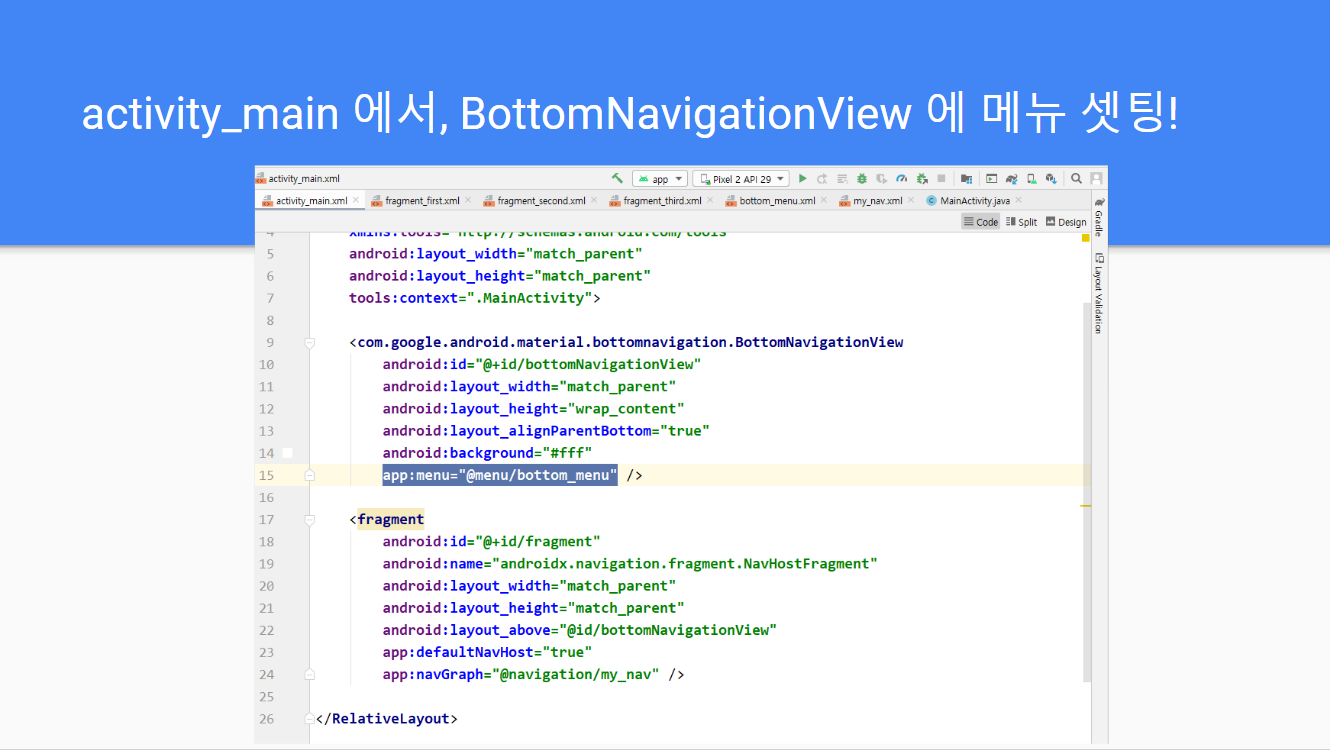 activity_main 에서, BottomNavigationView 에 메뉴 셋팅!
activity_main.xml
app
Pixel 2 API 29
activity_main.xml
fragment_first.xml
fragment_second.xml
fragment_third.xml
bottom_menu.xml
my_nav.xml
MainActivity.java
Code
Split
Design
Gradle
Layout Validation
4 xmlns:tools="http://schemas.android.com/tools"
5 android:layout_width="match_parent"
6 android:layout_height="match_parent"
7 tools:context=".MainActivity">
8
9 <com.google.android.material.bottomnavigation.BottomNavigationView
10 android:id="@+id/bottomNavigationView"
11 android:layout_width="match_parent"
12 android:layout_height="wrap_content"
13 android:layout_alignParentBottom="true"
14 android:background="#fff"
15 app:menu="@menu/bottom_menu" />
16
17 <fragment
18 android:id="@+id/fragment"
19 android:name="androidx.navigation.fragment.NavHostFragment"
20 android:layout_width="match_parent"
21 android:layout_height="match_parent"
22 android:layout_above="@id/bottomNavigationView"
23 app:defaultNavHost="true"
24 app:navGraph="@navigation/my_nav" />
25
26 </RelativeLayout>